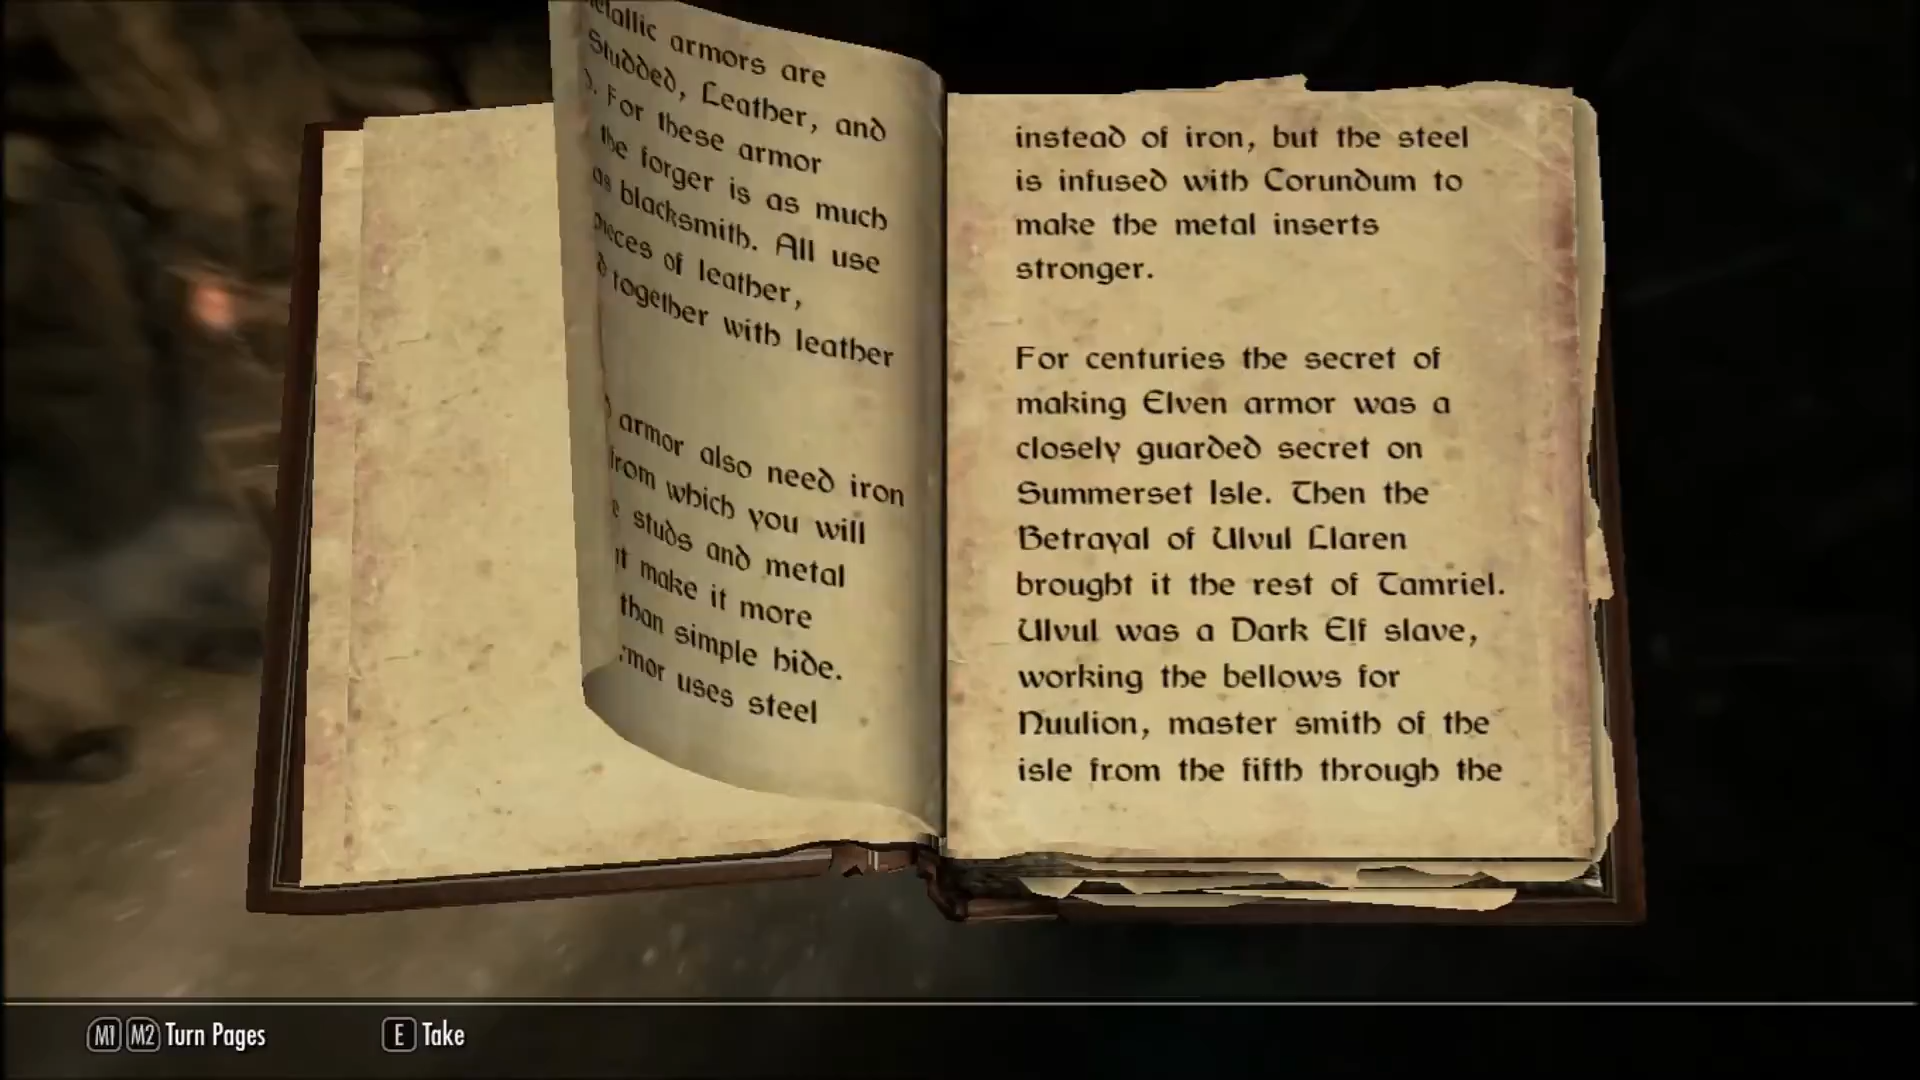 armors are
Studded, Leather, and
. For these armor
the forger is as much
as blacksmith. All use
of leather,
together with leather
armor also need iron
from which you will
studs and metal
it make it more
than simple hide.
uses steel
instead of iron, but the steel
is infused with Corundum to
make the metal inserts
stronger.
For centuries the secret of
making Elven armor was a
closely guarded secret on
Summerset Isle. Then the
Betrayal of Ulvul Llaren
brought it the rest of Tamriel.
Ulvul was a Dark Elf slave,
working the bellows for
Nuulion, master smith of the
isle from the fifth through the
M1 M2 Turn Pages E Take